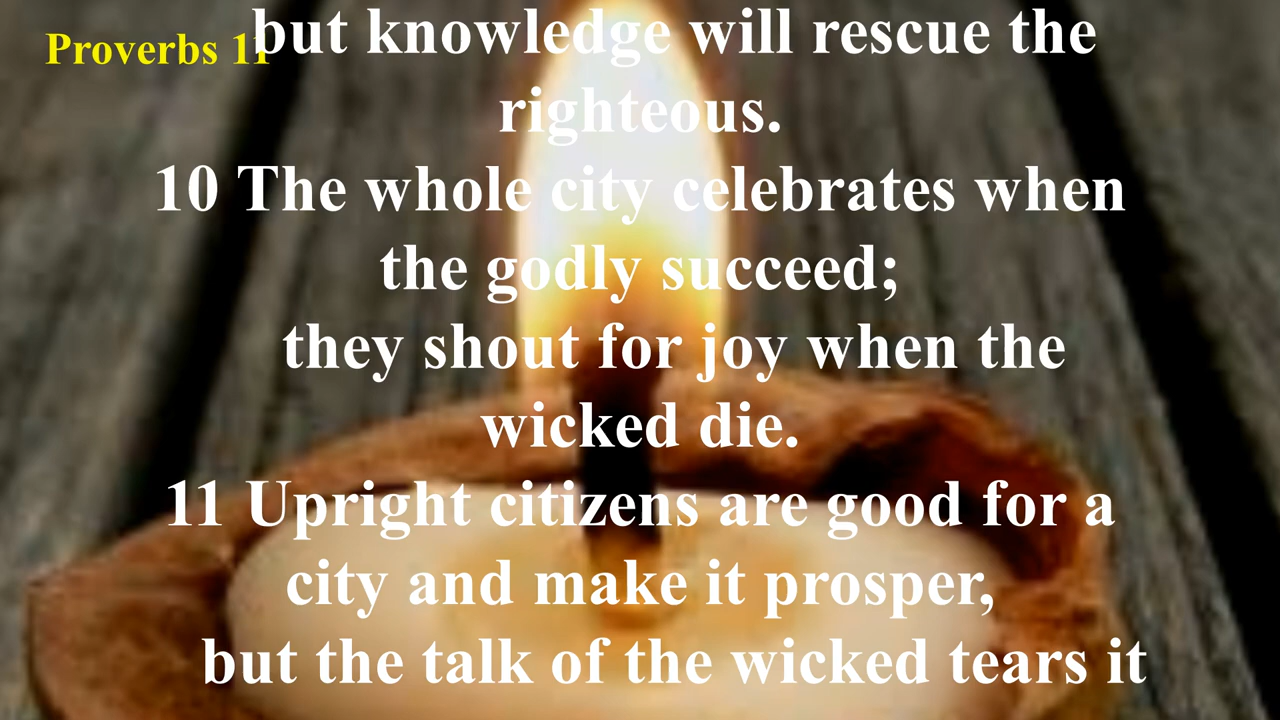 Proverbs 11
but knowledge will rescue the
righteous.
10 The whole city celebrates when
the godly succeed;
they shout for joy when the
wicked die.
11 Upright citizens are good for a
city and make it prosper,
but the talk of the wicked tears it